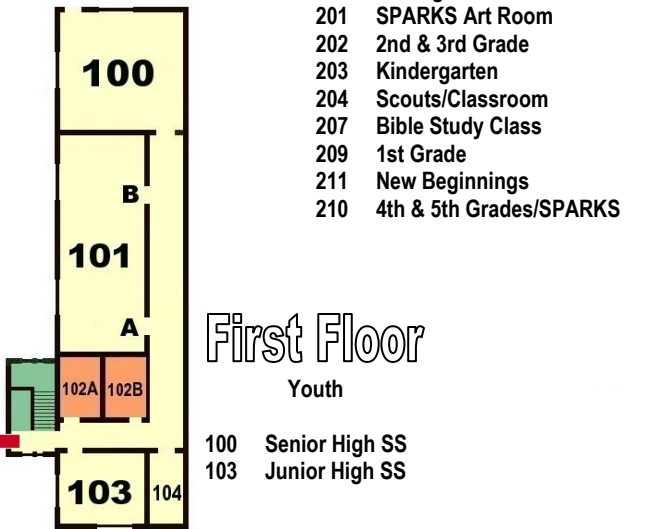 201 SPARKS Art Room
202 2nd & 3rd Grade
203 Kindergarten
204 Scouts/Classroom
207 Bible Study Class
209 1st Grade
211 New Beginnings
210 4th & 5th Grades/SPARKS
100
B
101
A
102A 102B
103 104
First Floor
Youth
100 Senior High SS
103 Junior High SS